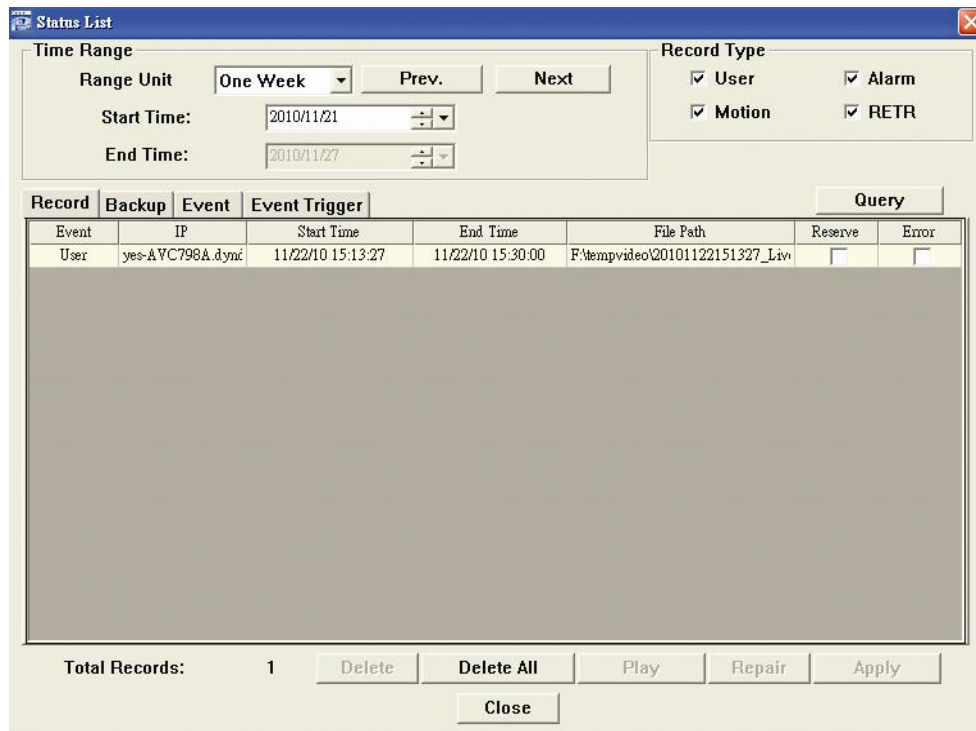 Status List
Time Range
Record Type
Range Unit One Week Prev. Next
User Alarm
Start Time: 2010/11/21
Motion RETR
End Time: 2010/11/27
Record Backup Event Event Trigger Query
Event IP Start Time End Time File Path Reserve Error
User yes-AVC798A.dyn 11/22/10 15:13:27 11/22/10 15:30:00 F:\tempvideo\20101122151327_Liv
Total Records: 1 Delete Delete All Play Repair Apply
Close